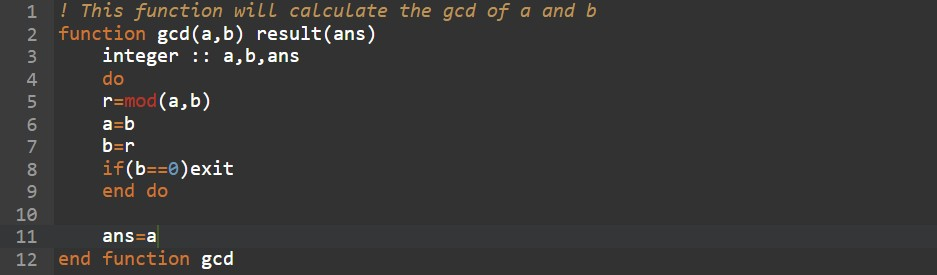 1 ! This function will calculate the gcd of a and b
2 function gcd(a,b) result(ans)
3     integer :: a,b,ans
4     do
5     r=mod(a,b)
6     a=b
7     b=r
8     if(b==0)exit
9     end do
10
11     ans=a
12 end function gcd